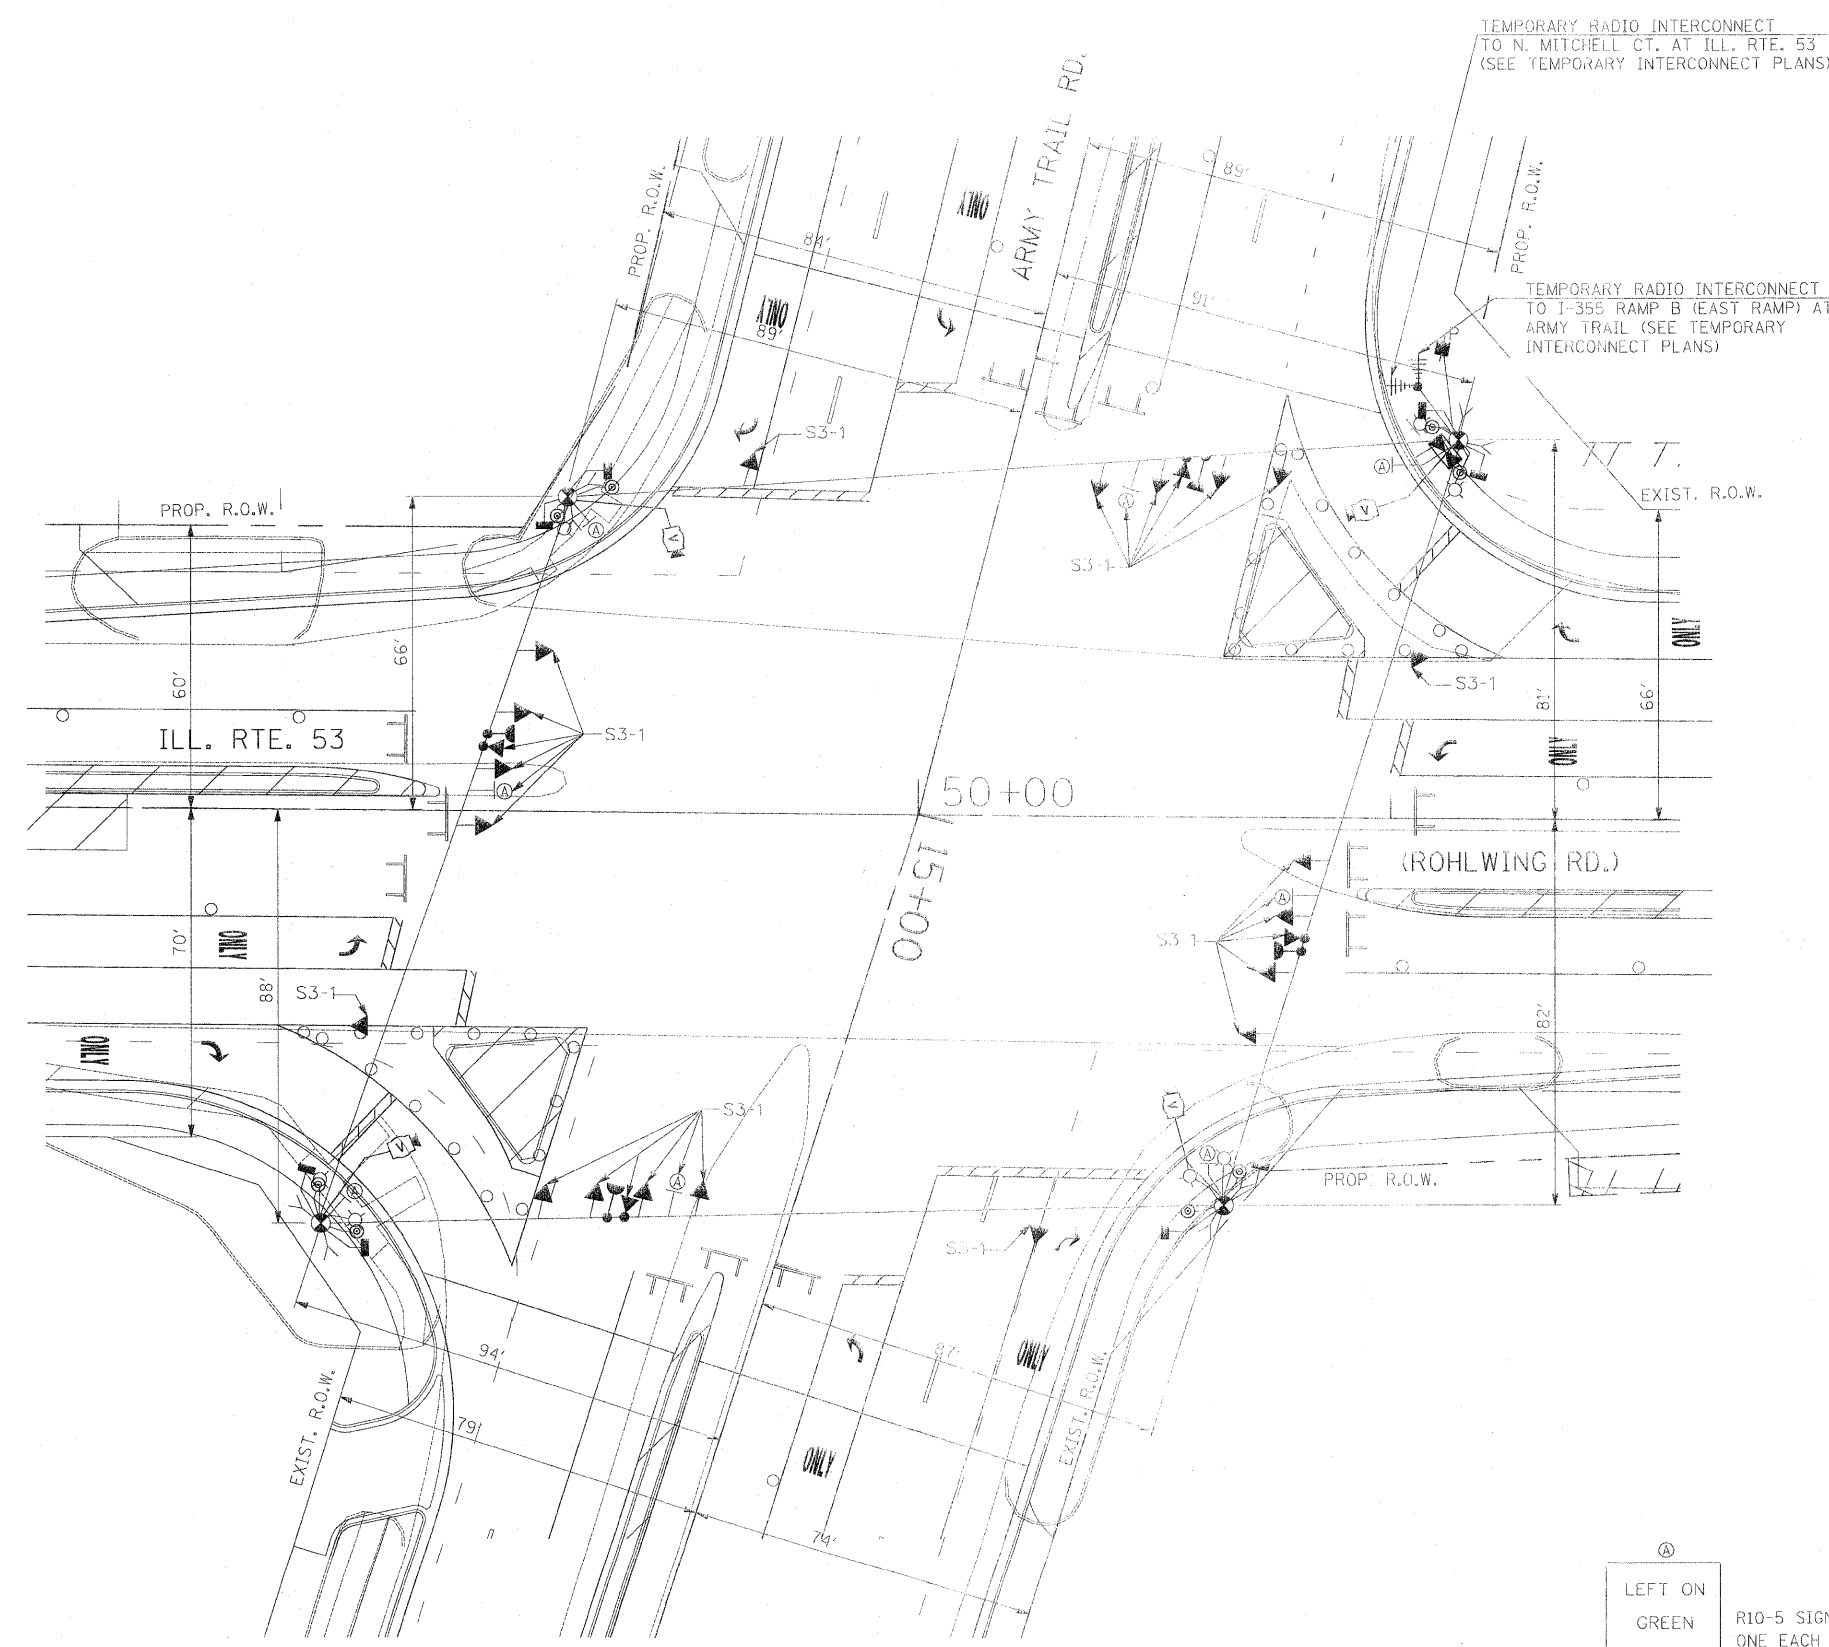 TEMPORARY RADIO INTERCONNECT
TO N. MITCHELL CT. AT ILL. RTE. 53
(SEE TEMPORARY INTERCONNECT PLANS)
ARMY TRAIL RD.
PROP. R.O.W.
PROP. R.O.W.
89'
ONLY
84'
91'
ONLY
89'
TEMPORARY RADIO INTERCONNECT
TO I-355 RAMP B (EAST RAMP) AT
ARMY TRAIL (SEE TEMPORARY
INTERCONNECT PLANS)
P
S3-1
A
A
EXIST. R.O.W.
PROP. R.O.W.
V
A
V
S3-1
66'
60'
ONLY
S3-1
81'
66'
S3-1
ILL. RTE. 53
ONLY
A
50+00
15+00
(ROHLWING RD.)
A
S3-1
ONLY
70'
88'
S3-1
82'
ONLY
S3-1
V
V
A
PROP. R.O.W.
A
A
S3-1
94'
87'
ONLY
EXIST. R.O.W.
EXIST. R.O.W.
79'
ONLY
74'
A
LEFT ON
GREEN
R10-5 SIGN
ONE EACH